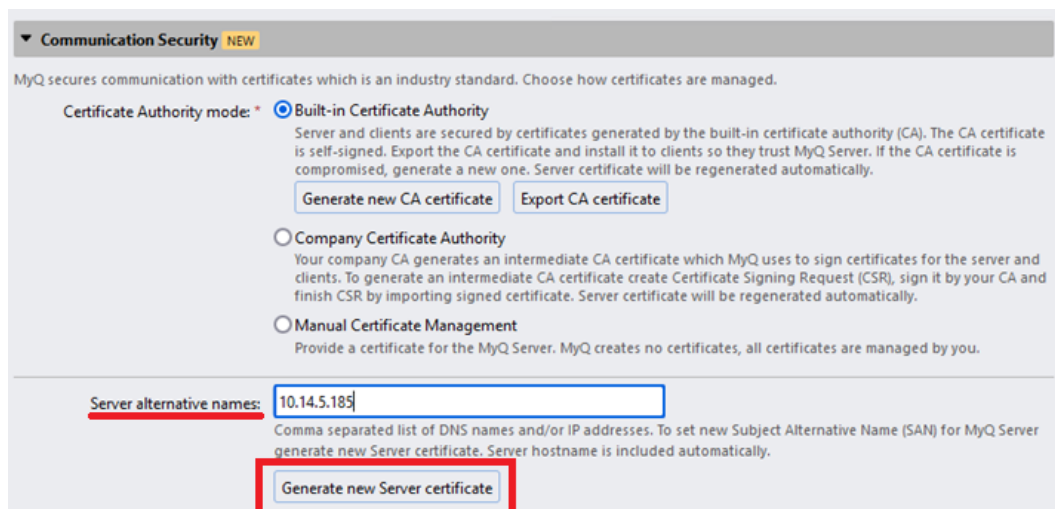 Communication Security NEW
MyQ secures communication with certificates which is an industry standard. Choose how certificates are managed.
Certificate Authority mode: * Built-in Certificate Authority
Server and clients are secured by certificates generated by the built-in certificate authority (CA). The CA certificate
is self-signed. Export the CA certificate and install it to clients so they trust MyQ Server. If the CA certificate is
compromised, generate a new one. Server certificate will be regenerated automatically.
Generate new CA certificate Export CA certificate
Company Certificate Authority
Your company CA generates an intermediate CA certificate which MyQ uses to sign certificates for the server and
clients. To generate an intermediate CA certificate create Certificate Signing Request (CSR), sign it by your CA and
finish CSR by importing signed certificate. Server certificate will be regenerated automatically.
Manual Certificate Management
Provide a certificate for the MyQ Server. MyQ creates no certificates, all certificates are managed by you.
Server alternative names: 10.14.5.185
Comma separated list of DNS names and/or IP addresses. To set new Subject Alternative Name (SAN) for MyQ Server
generate new Server certificate. Server hostname is included automatically.
Generate new Server certificate